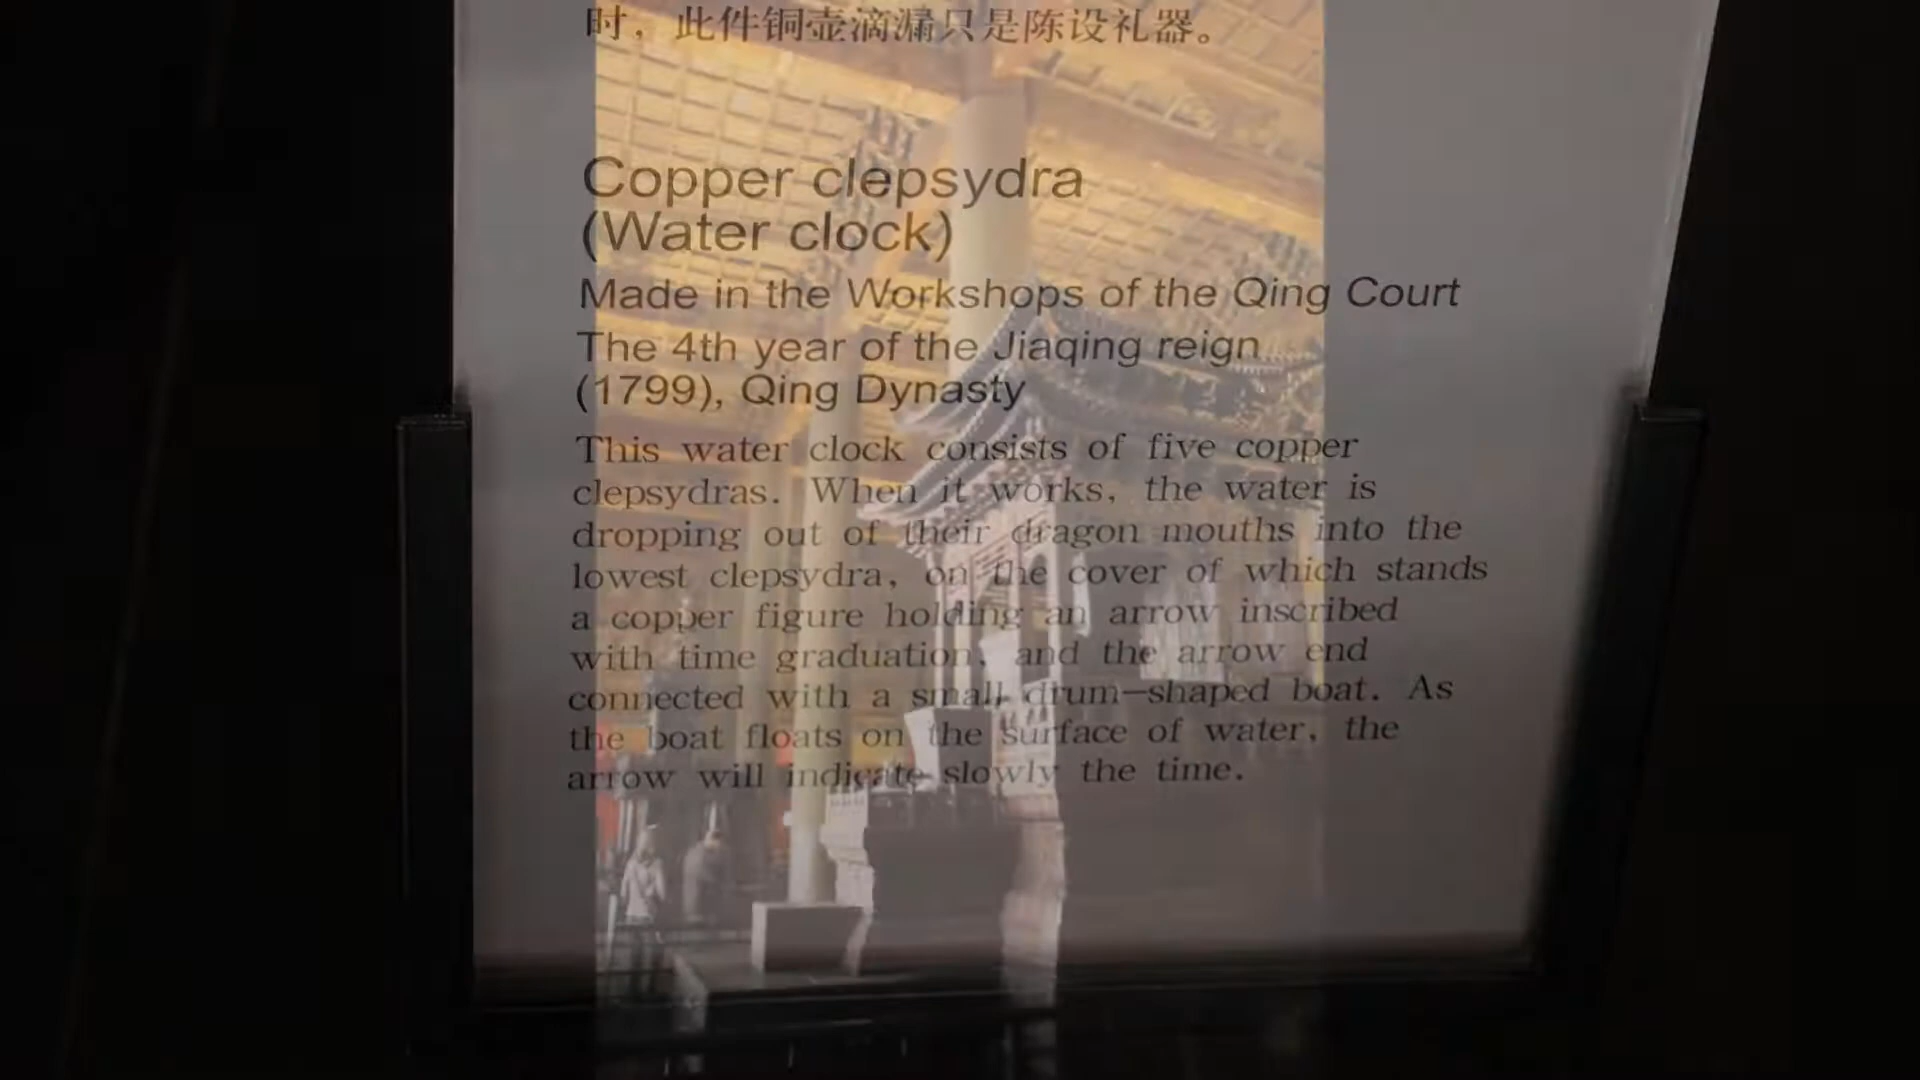 时，此件铜壶滴漏只是陈设礼器。
Copper clepsydra
(Water clock)
Made in the Workshops of the Qing Court
The 4th year of the Jiaqing reign
(1799), Qing Dynasty
This water clock consists of five copper
clepsydras. When it works, the water is
dropping out of their dragon mouths into the
lowest clepsydra, on the cover of which stands
a copper figure holding an arrow inscribed
with time graduation, and the arrow end
connected with a small drum-shaped boat. As
the boat floats on the surface of water, the
arrow will indicate slowly the time.